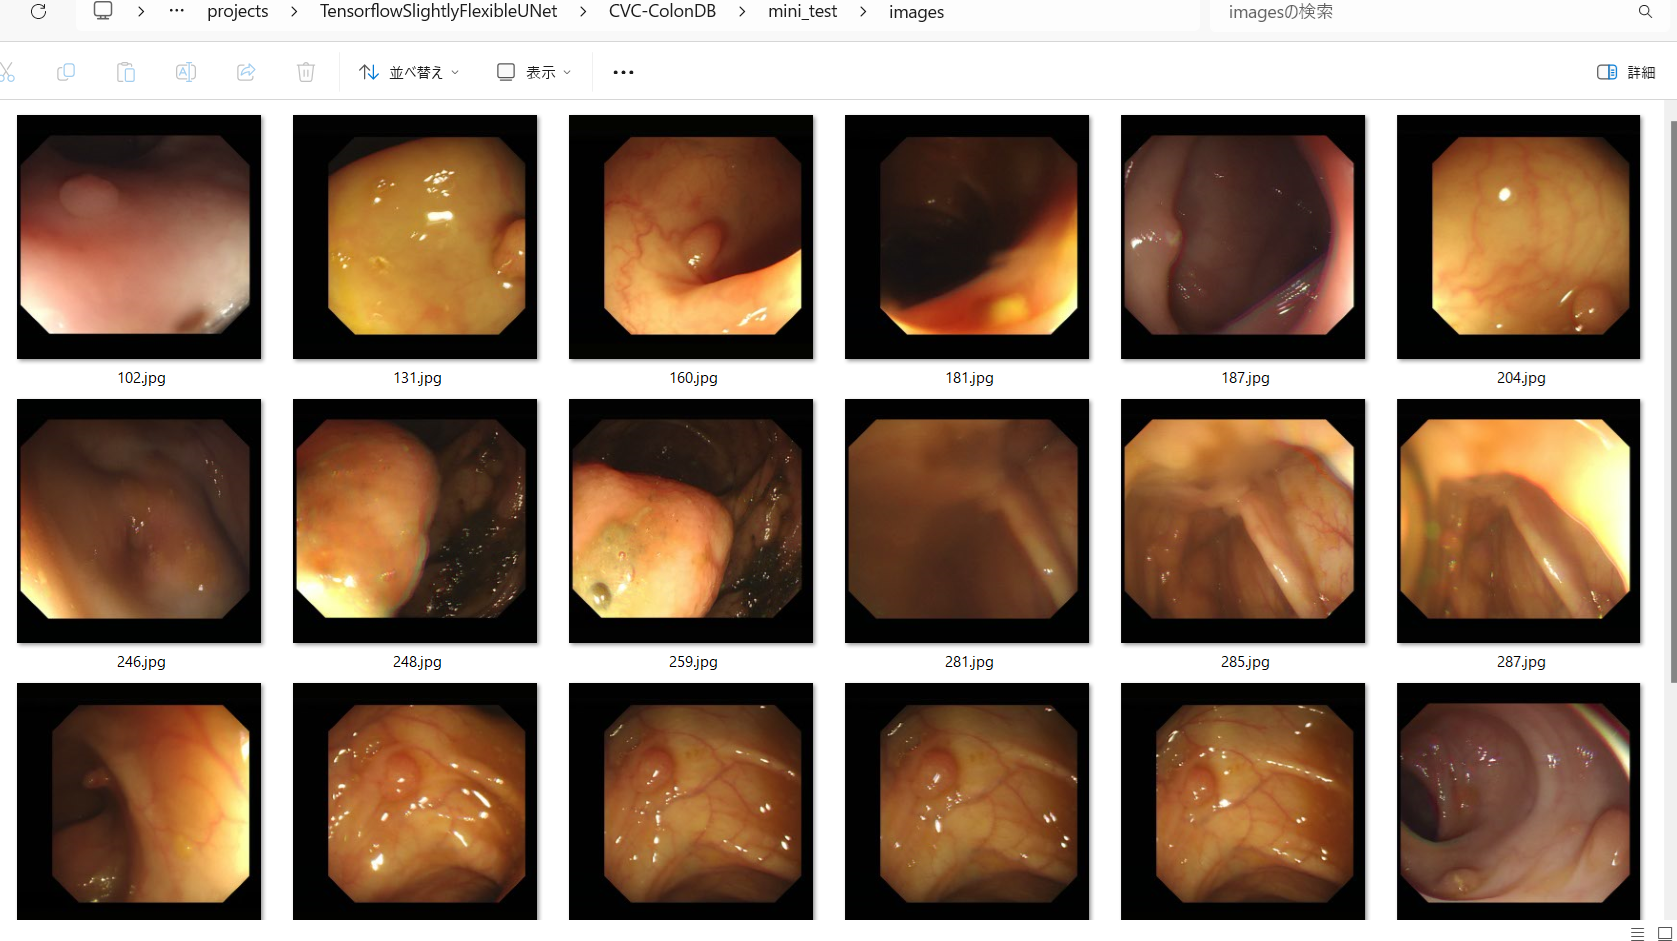 projects > TensorflowSlightlyFlexibleUNet > CVC-ColonDB > mini_test > images
imagesの検索
並べ替え
表示
詳細
102.jpg
131.jpg
160.jpg
181.jpg
187.jpg
204.jpg
246.jpg
248.jpg
259.jpg
281.jpg
285.jpg
287.jpg